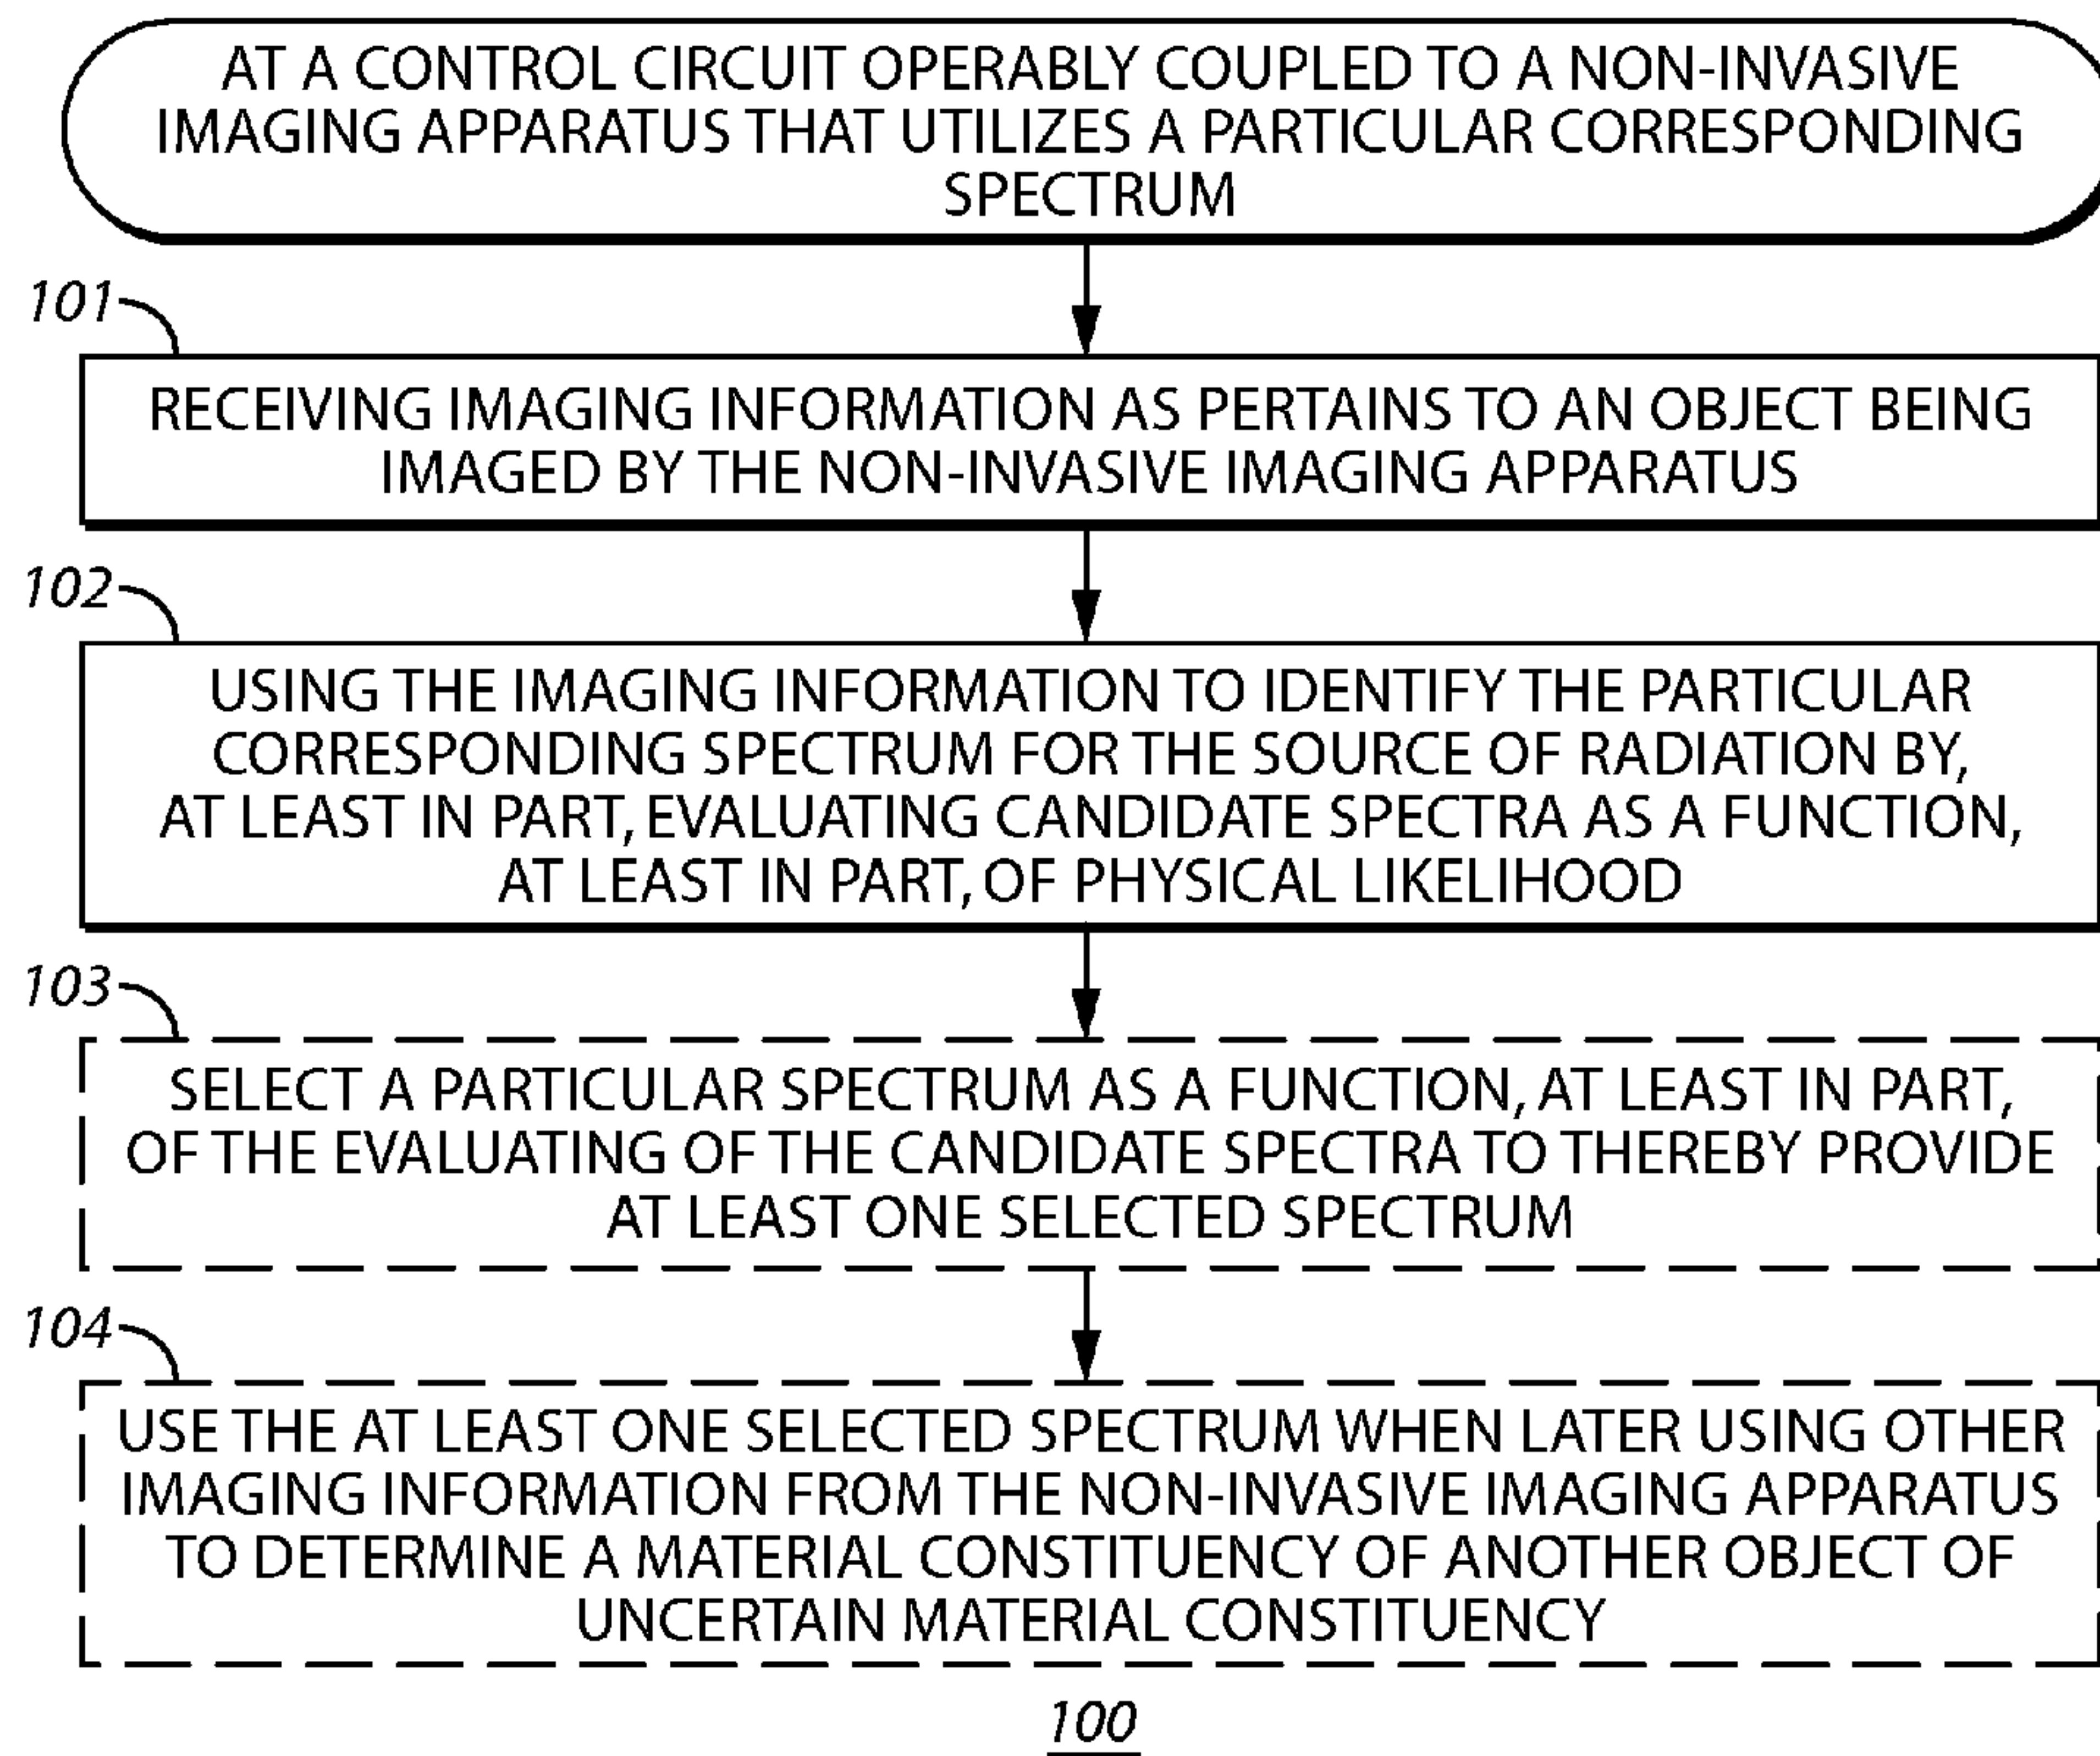 AT A CONTROL CIRCUIT OPERABLY COUPLED TO A NON-INVASIVE
IMAGING APPARATUS THAT UTILIZES A PARTICULAR CORRESPONDING
SPECTRUM
101
RECEIVING IMAGING INFORMATION AS PERTAINS TO AN OBJECT BEING
IMAGED BY THE NON-INVASIVE IMAGING APPARATUS
102
USING THE IMAGING INFORMATION TO IDENTIFY THE PARTICULAR
CORRESPONDING SPECTRUM FOR THE SOURCE OF RADIATION BY,
AT LEAST IN PART, EVALUATING CANDIDATE SPECTRA AS A FUNCTION,
AT LEAST IN PART, OF PHYSICAL LIKELIHOOD
103
SELECT A PARTICULAR SPECTRUM AS A FUNCTION, AT LEAST IN PART,
OF THE EVALUATING OF THE CANDIDATE SPECTRA TO THEREBY PROVIDE
AT LEAST ONE SELECTED SPECTRUM
104
USE THE AT LEAST ONE SELECTED SPECTRUM WHEN LATER USING OTHER
IMAGING INFORMATION FROM THE NON-INVASIVE IMAGING APPARATUS
TO DETERMINE A MATERIAL CONSTITUENCY OF ANOTHER OBJECT OF
UNCERTAIN MATERIAL CONSTITUENCY
100